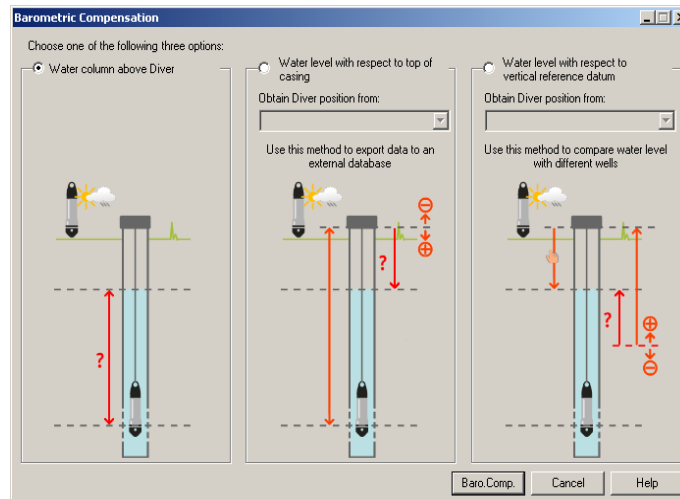 Barometric Compensation
Choose one of the following three options:
Water column above Diver
Water level with respect to top of
casing
Obtain Diver position from:
Use this method to export data to an
external database
Water level with respect to
vertical reference datum
Obtain Diver position from:
Use this method to compare water level
with different wells
?
?
?
Baro.Comp.
Cancel
Help